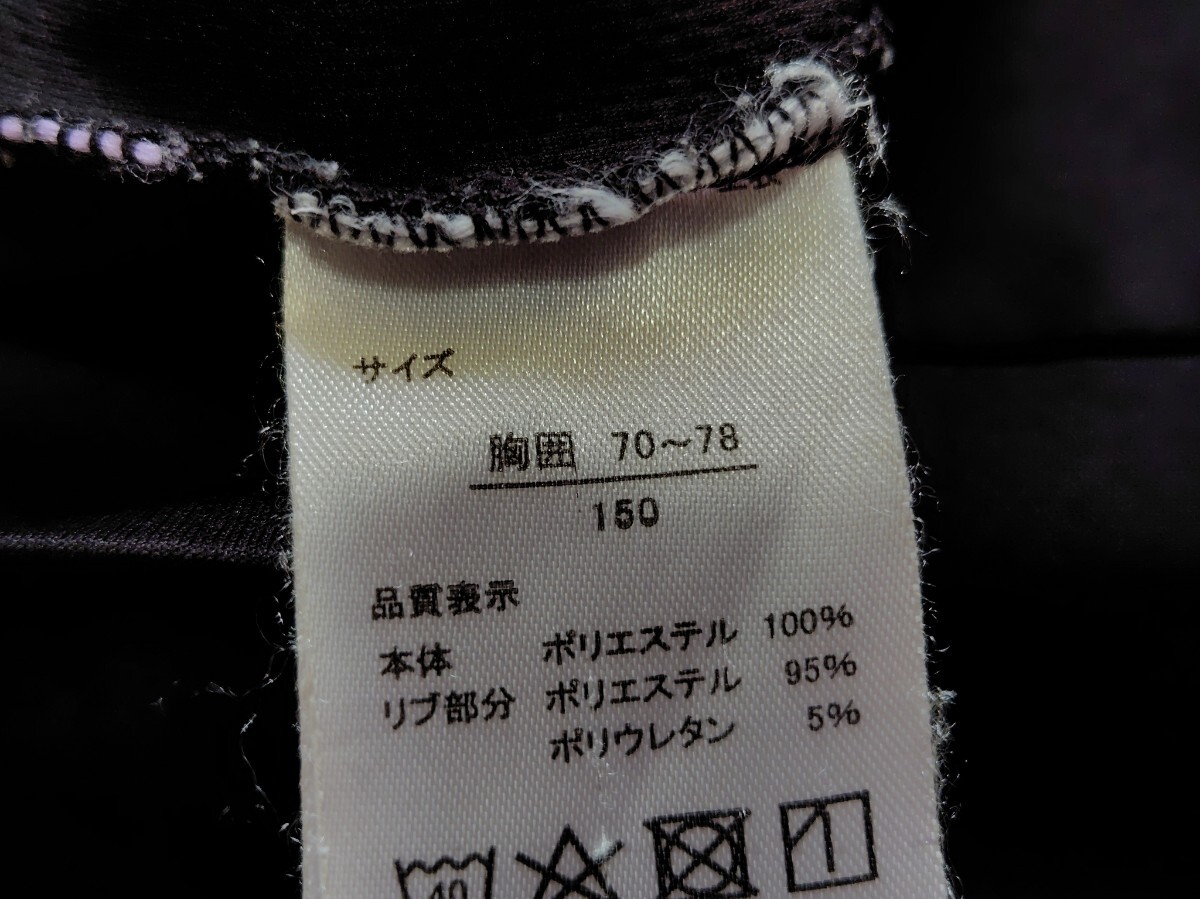 サイズ
胸囲 70～78
150
品質表示
本体 ポリエステル 100%
リブ部分 ポリエステル 95%
ポリウレタン 5%
40